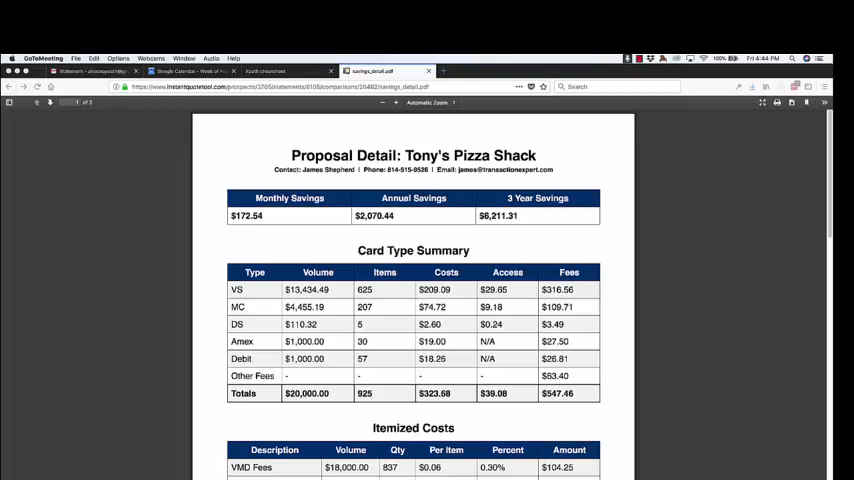 GoToMeeting File Edit Options Webcams Window Audio Help 100% Fri 4:44 PM
Google Calendar - Week of Xpath cheatsheet savings_detail.pdf
https://www.instantquotetool.com/prospects/3705/statements/6105/comparisons/20482/savings_detail.pdf Search
1 of 2 Automatic Zoom
Proposal Detail: Tony's Pizza Shack
Contact: James Shepherd | Phone: 814-515-9526 | Email: james@transactionexpert.com
Monthly Savings Annual Savings 3 Year Savings
$172.54 $2,070.44 $6,211.31
Card Type Summary
Type Volume Items Costs Access Fees
VS $13,434.49 625 $209.09 $29.65 $316.56
MC $4,455.19 207 $74.72 $9.18 $109.71
DS $110.32 5 $2.60 $0.24 $3.49
Amex $1,000.00 30 $19.00 N/A $27.50
Debit $1,000.00 57 $18.26 N/A $26.81
Other Fees - - - - $63.40
Totals $20,000.00 925 $323.68 $39.08 $547.46
Itemized Costs
Description Volume Qty Per Item Percent Amount
VMD Fees $18,000.00 837 $0.06 0.30% $104.25